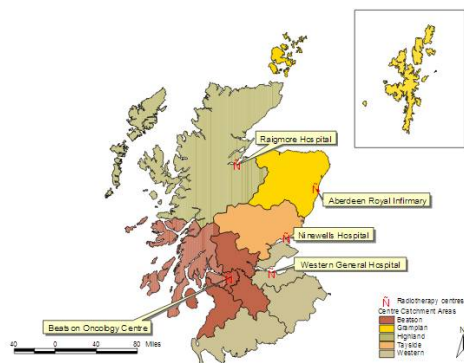 Raigmore Hospital
Aberdeen Royal Infirmary
Ninewells Hospital
Western General Hospital
Beatson Oncology Centre
40 0 40 80 Miles
Ñ Radiotherapy centres
Centre Catchment Areas
Beatson
Grampian
Highland
Tayside
Western
N